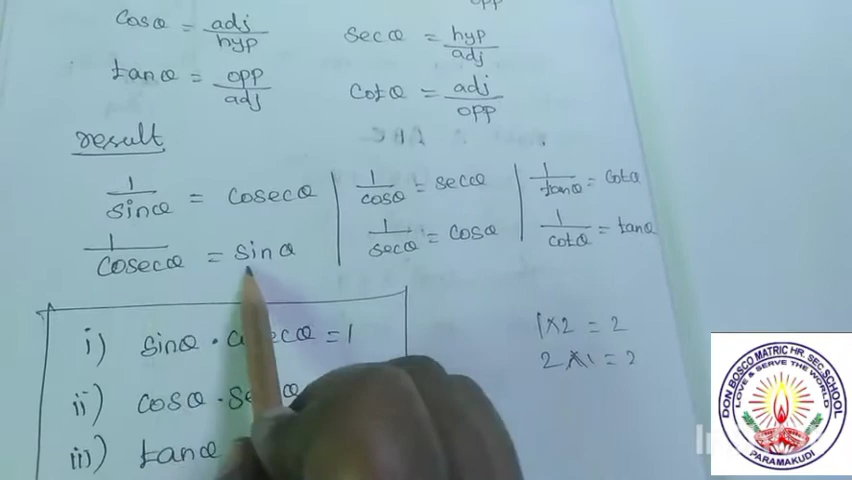 opp
cosθ = adj/hyp
secθ = hyp/adj
tanθ = opp/adj
cotθ = adj/opp
result
1/sinθ = cosecθ | 1/cosθ = secθ | 1/tanθ = cotθ
1/cosecθ = sinθ | 1/secθ = cosθ | 1/cotθ = tanθ
i) sinθ · cosecθ = 1
ii) cosθ ·
iii) tanθ
1×2 = 2
2×1 = 2
DON BOSCO MATRIC HR. SEC SCHOOL
LOVE & SERVE THE WORLD
PARAMAKUDI